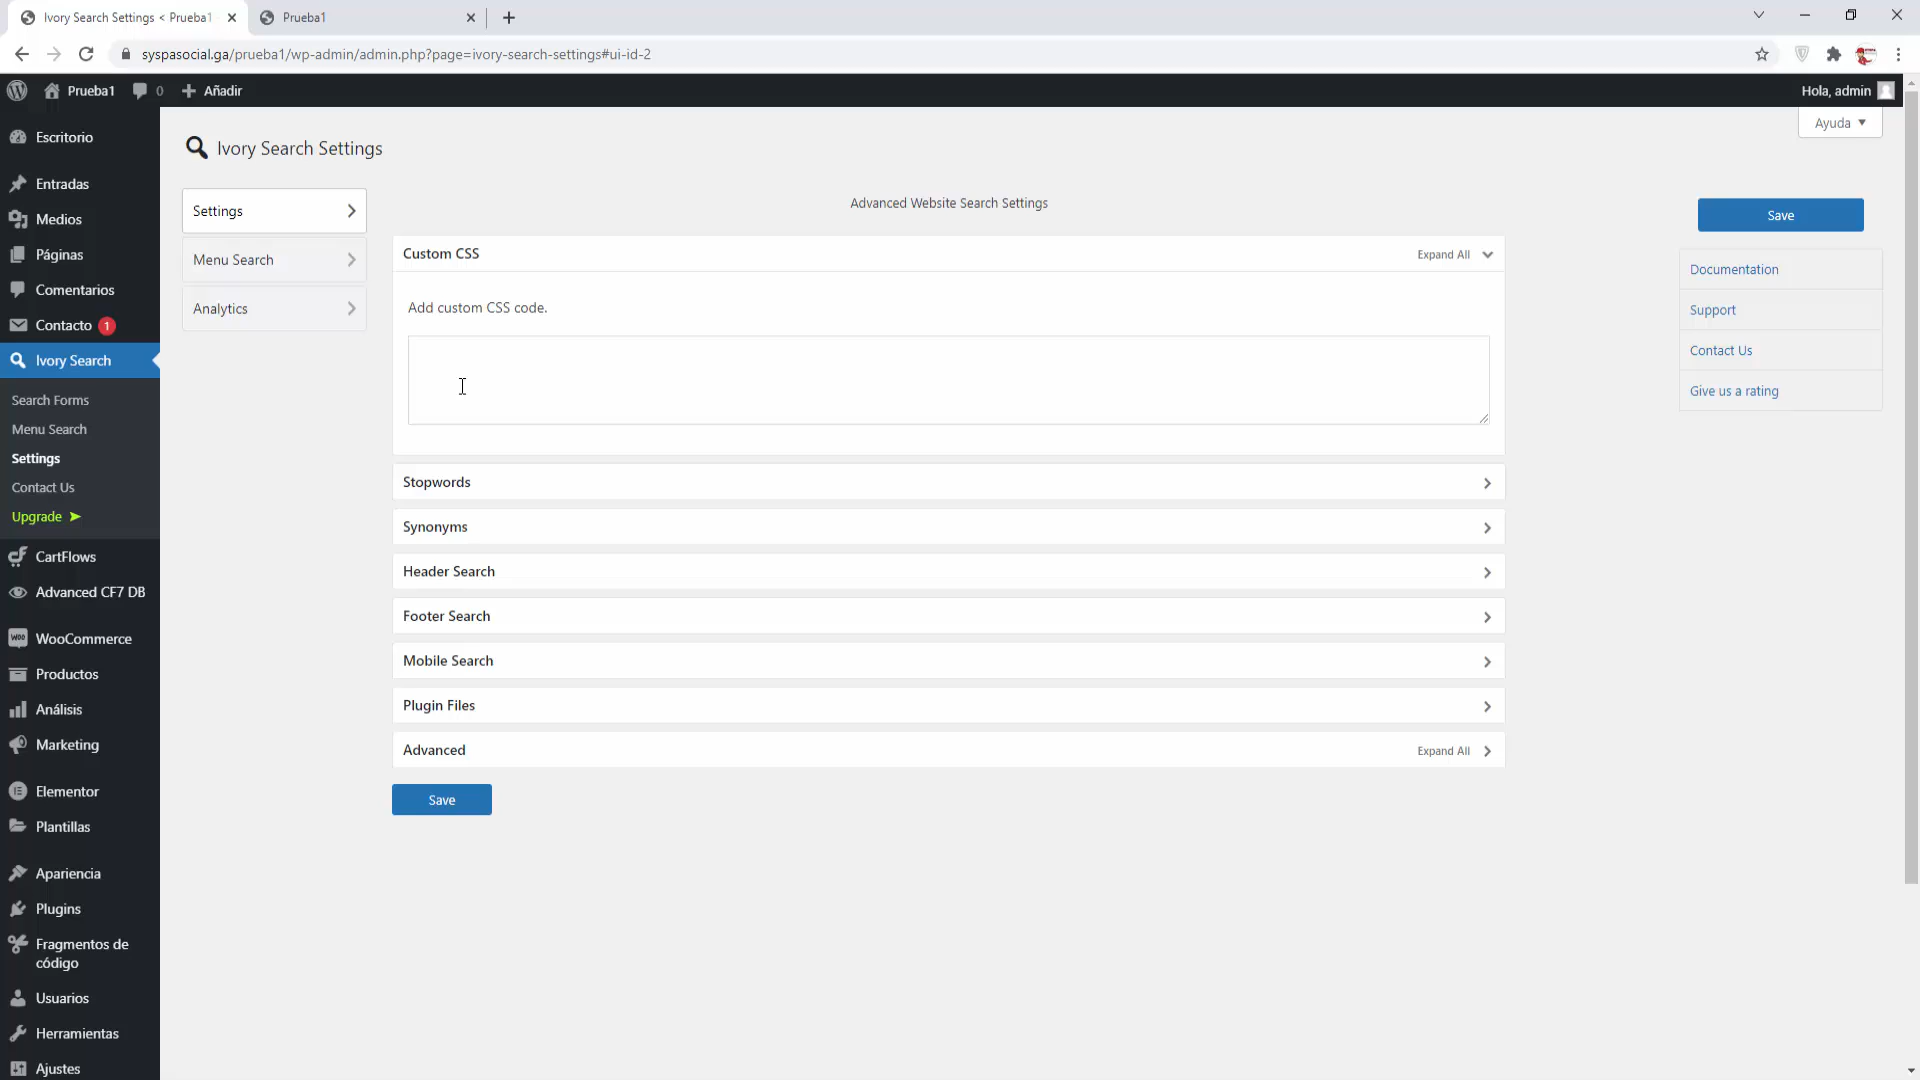 Ivory Search Settings < Prueba1
Prueba1
syspasocial.ga/prueba1/wp-admin/admin.php?page=ivory-search-settings#ui-id-2
Prueba1
0
Añadir
Hola, admin
Ayuda
Escritorio
Entradas
Medios
Páginas
Comentarios
Contacto 1
Ivory Search
Search Forms
Menu Search
Settings
Contact Us
Upgrade ➤
CartFlows
Advanced CF7 DB
WooCommerce
Productos
Análisis
Marketing
Elementor
Plantillas
Apariencia
Plugins
Fragmentos de
código
Usuarios
Herramientas
Ajustes
Ivory Search Settings
Settings
Menu Search
Analytics
Advanced Website Search Settings
Custom CSS
Expand All
Add custom CSS code.
Stopwords
Synonyms
Header Search
Footer Search
Mobile Search
Plugin Files
Advanced
Expand All
Save
Save
Documentation
Support
Contact Us
Give us a rating